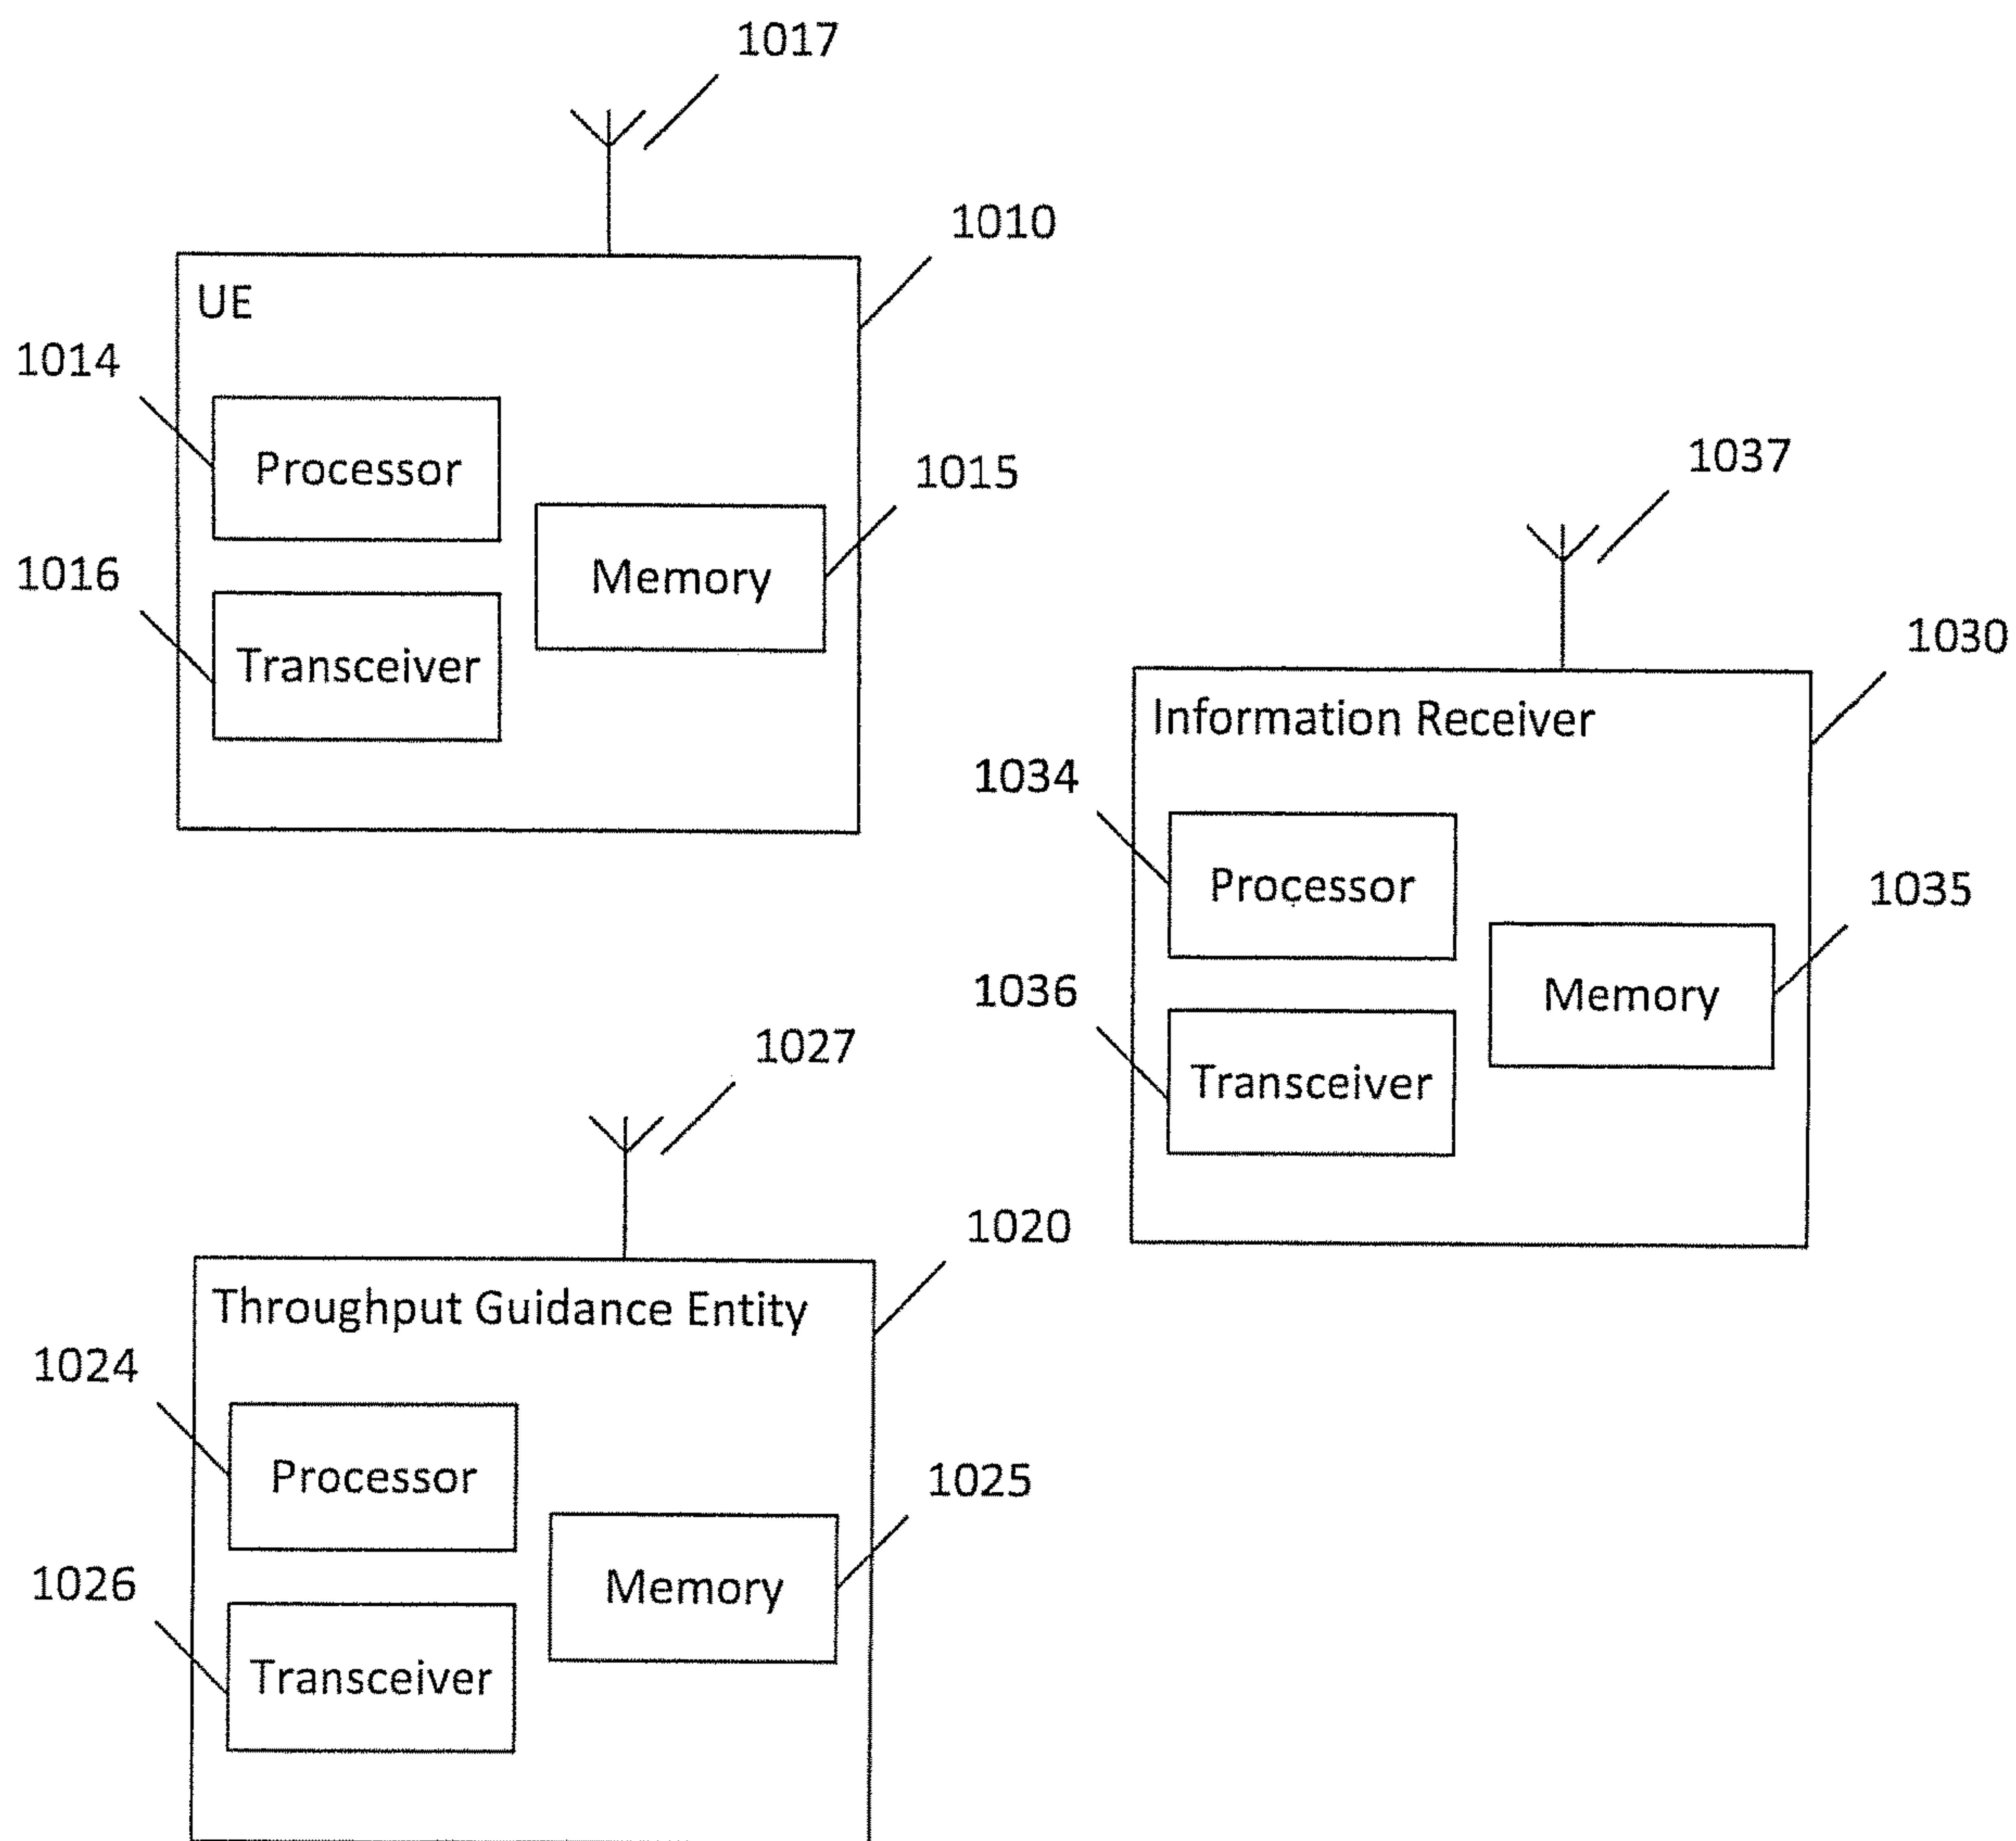 1017
1010
UE
1014
Processor
1015
Memory
1016
Transceiver
1037
1030
Information Receiver
1034
Processor
1035
Memory
1036
Transceiver
1027
1020
Throughput Guidance Entity
1024
Processor
1025
Memory
1026
Transceiver